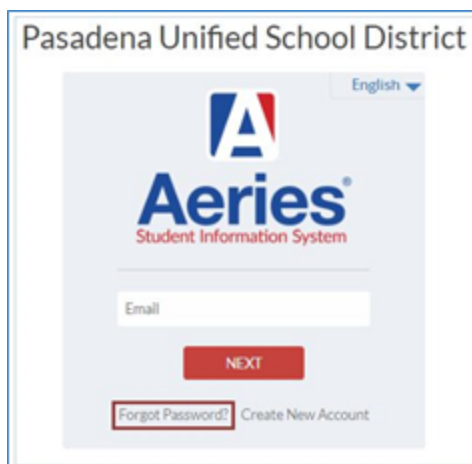 Pasadena Unified School District
English
A
Aeries®
Student Information System
Email
NEXT
Forgot Password? Create New Account